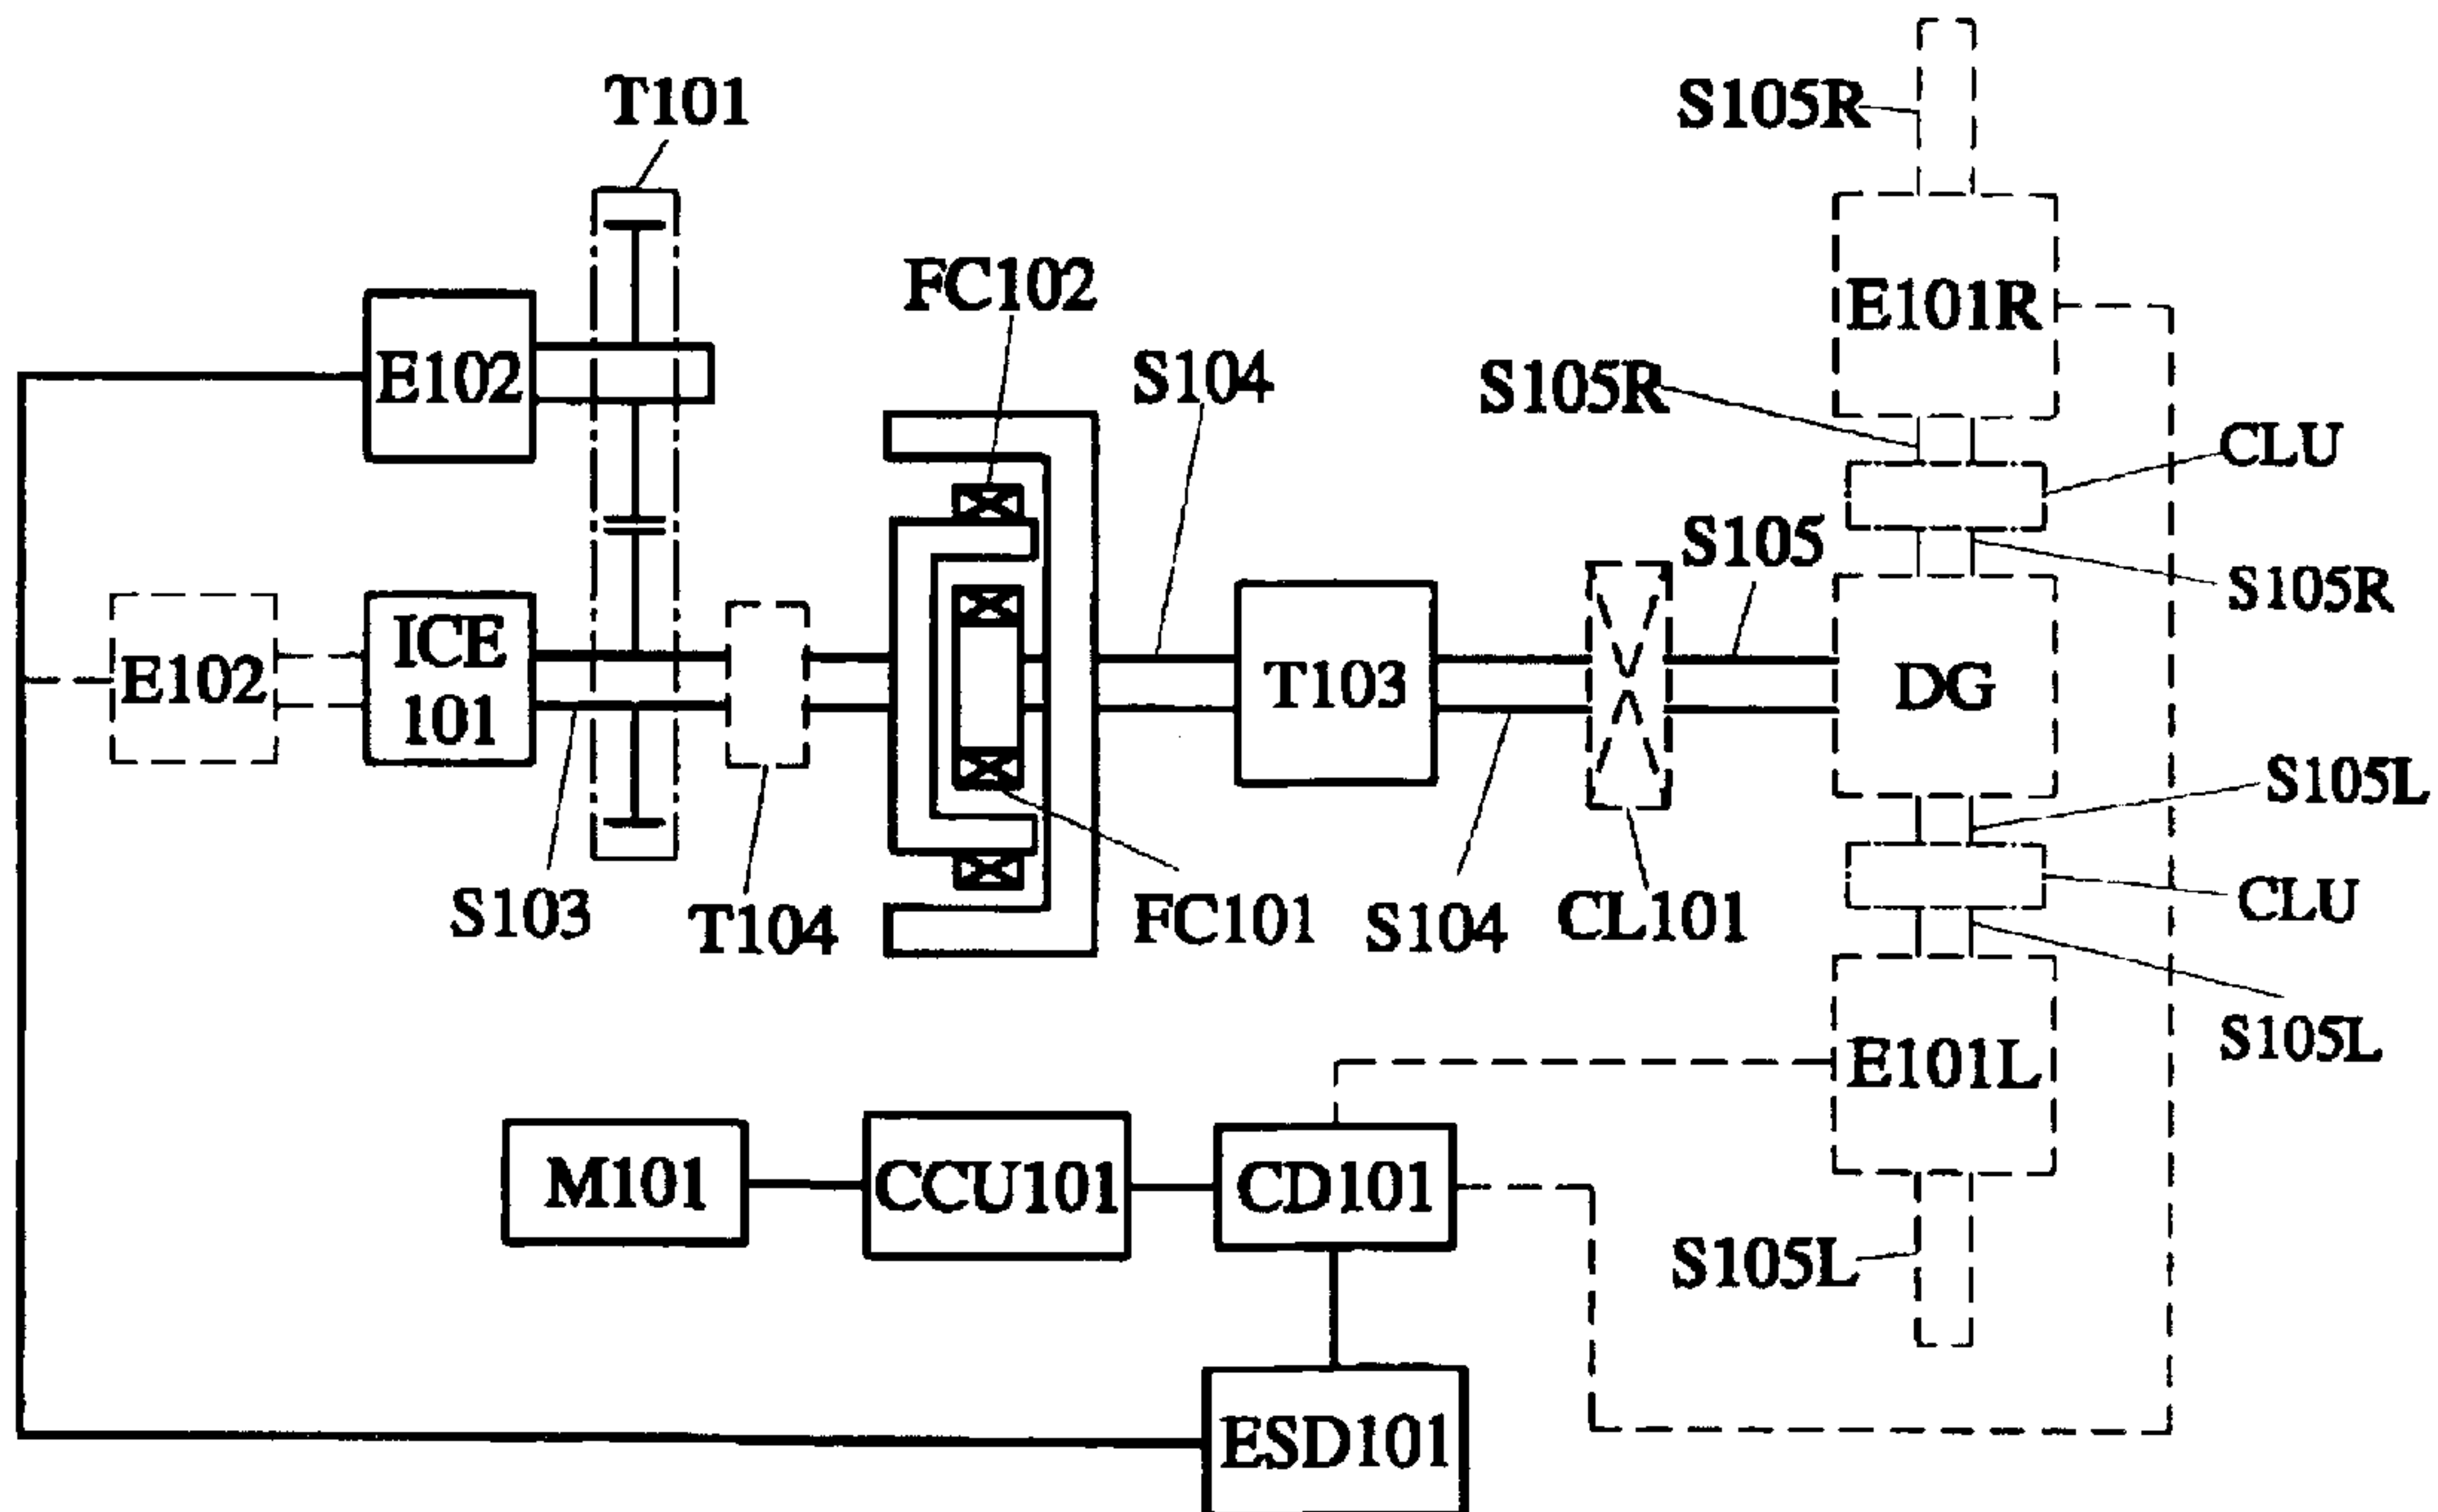 T101
S105R
FC102
E101R
E102
S104
S105R
CLU
S105
S105R
ICE
101
E102
T103
DG
S105L
S103
T104
FC101
S104
CL101
CLU
S105L
E101L
M101
CCU101
CD101
S105L
ESD101